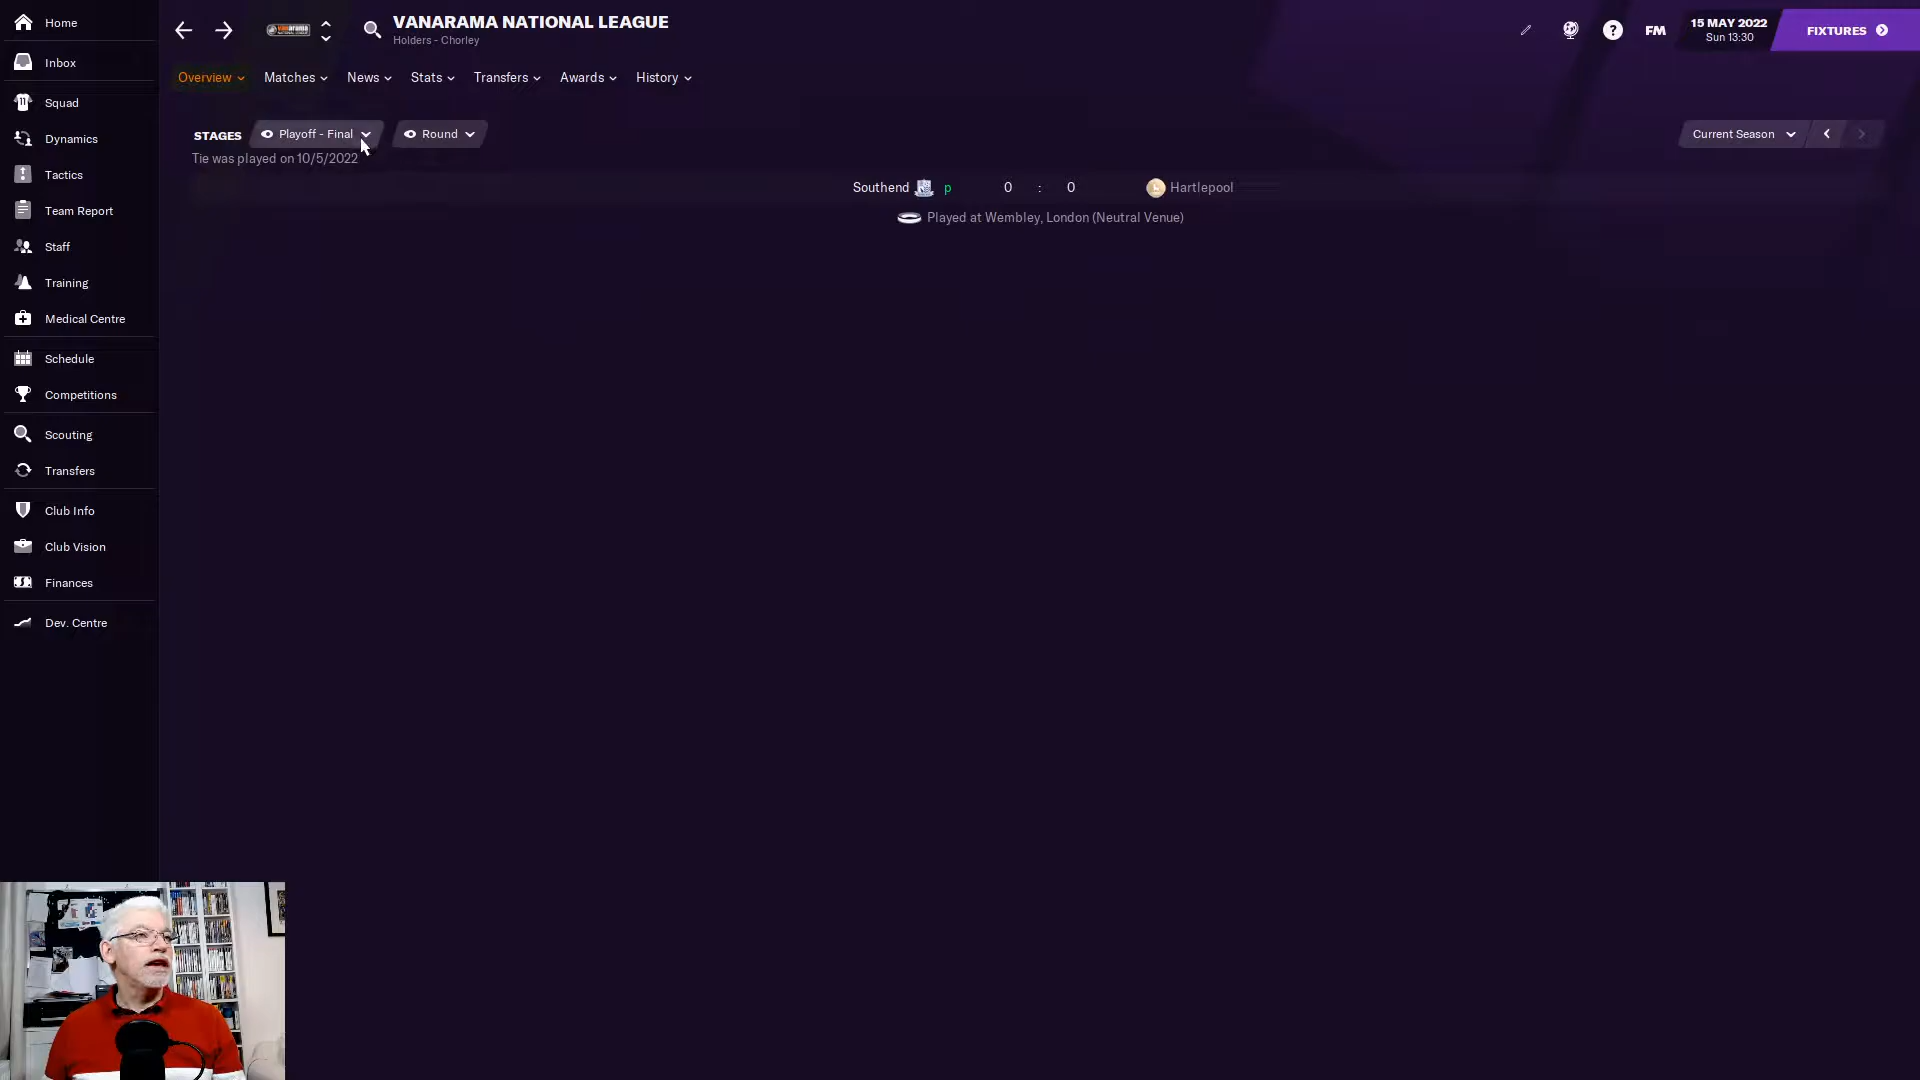 Home
Inbox
Squad
Dynamics
Tactics
Team Report
Staff
Training
Medical Centre
Schedule
Competitions
Scouting
Transfers
Club Info
Club Vision
Finances
Dev. Centre
VANARAMA NATIONAL LEAGUE
Holders - Chorley
FM
15 MAY 2022
Sun 13:30
FIXTURES
Overview Matches News Stats Transfers Awards History
STAGES Playoff - Final Round
Current Season
Tie was played on 10/5/2022
Southend p 0 : 0 Hartlepool
Played at Wembley, London (Neutral Venue)